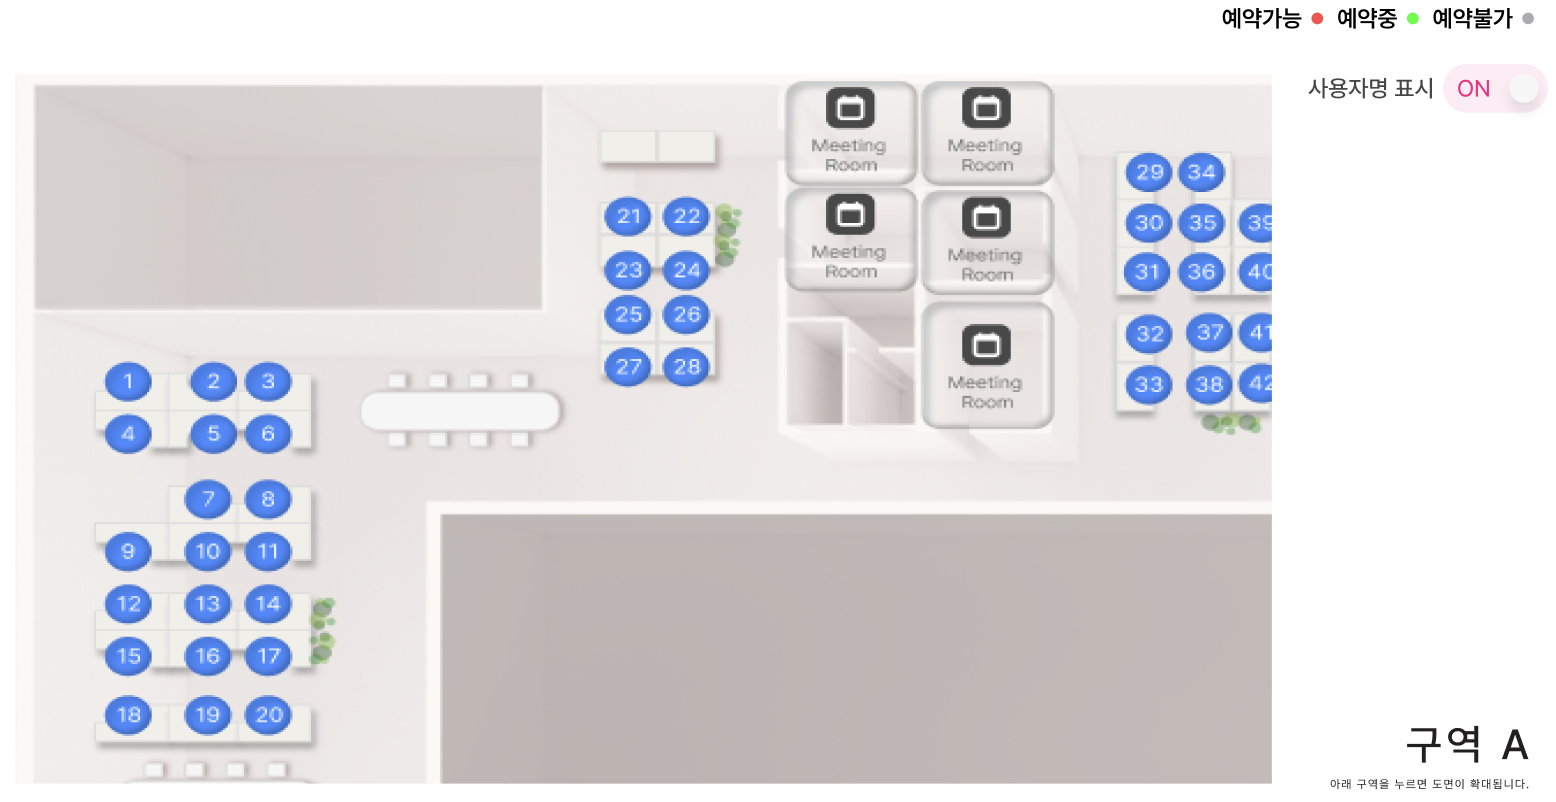 예약가능 예약중 예약불가
사용자명 표시 ON
Meeting Room Meeting Room
29 34
21 22 Meeting Room Meeting Room 30 35 39
23 24 31 36 40
25 26 32 37 41
27 28 Meeting Room 33 38 42
1 2 3
4 5 6
7 8
9 10 11
12 13 14
15 16 17
18 19 20
구역 A
아래 구역을 누르면 도면이 확대됩니다.